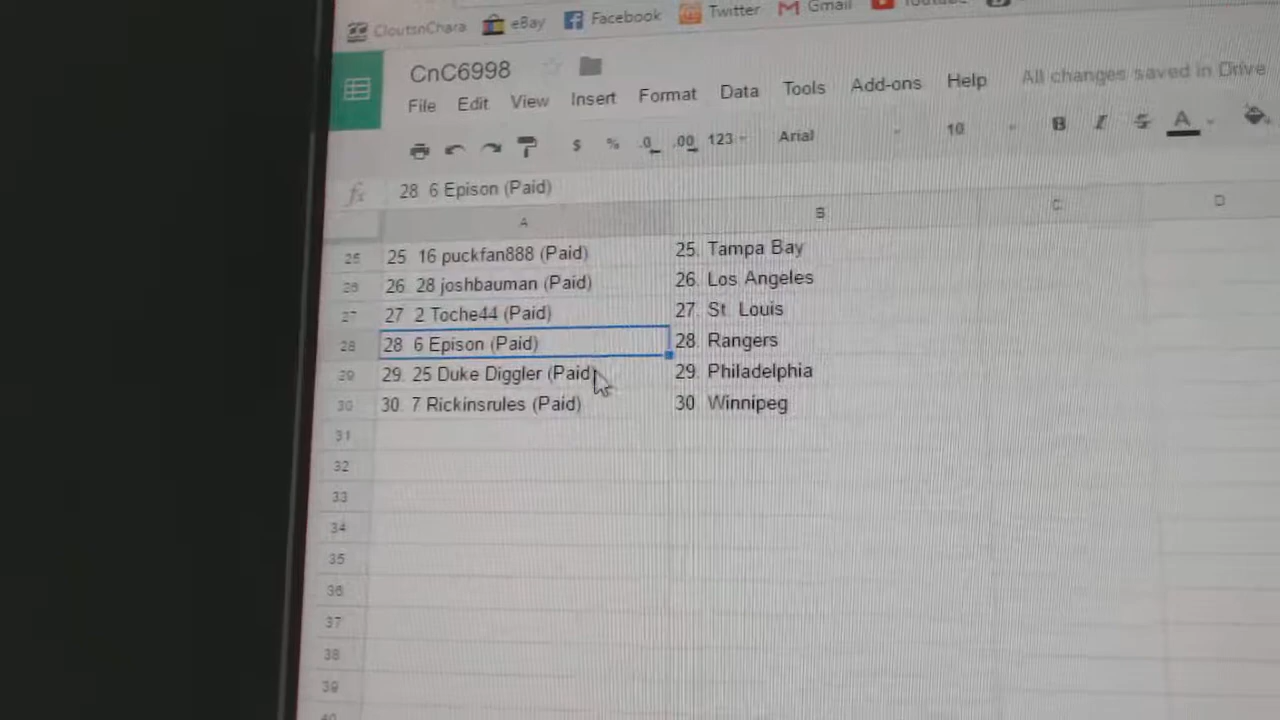 CloutsnChara eBay Facebook Twitter Gmail
CnC6998
File Edit View Insert Format Data Tools Add-ons Help All changes saved in Drive
$ % .0_ .00 123 Arial 10 B I S A
fx 28 6 Epison (Paid)
A B C D
25 16 puckfan888 (Paid) 25. Tampa Bay
26. 28 joshbauman (Paid) 26. Los Angeles
27 27 2 Toche44 (Paid) 27. St. Louis
28 28 6 Epison (Paid) 28. Rangers
29 29. 25 Duke Diggler (Paid) 29. Philadelphia
30 30. 7 Rickinsrules (Paid) 30 Winnipeg
31
32
33
34
35
36
37
38
39
40